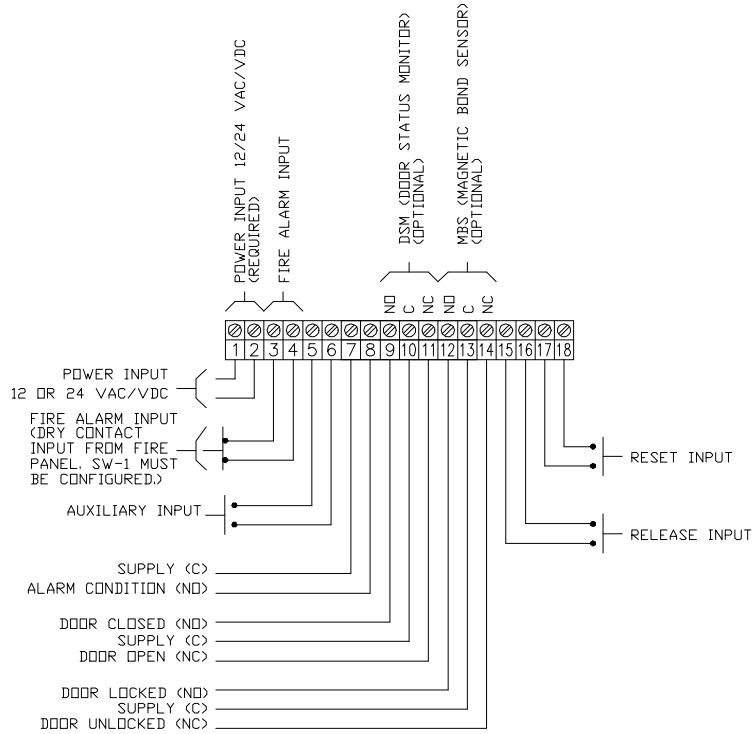 POWER INPUT 12/24 VAC/VDC
(REQUIRED)
FIRE ALARM INPUT
DSM (DOOR STATUS MONITOR)
(OPTIONAL)
MBS (MAGNETIC BOND SENSOR)
(OPTIONAL)
NO C NC NO C NC
1 2 3 4 5 6 7 8 9 10 11 12 13 14 15 16 17 18
POWER INPUT
12 OR 24 VAC/VDC
FIRE ALARM INPUT
(DRY CONTACT
INPUT FROM FIRE
PANEL. SW-1 MUST
BE CONFIGURED.)
AUXILIARY INPUT
RESET INPUT
RELEASE INPUT
SUPPLY (C)
ALARM CONDITION (NO)
DOOR CLOSED (NO)
SUPPLY (C)
DOOR OPEN (NC)
DOOR LOCKED (NO)
SUPPLY (C)
DOOR UNLOCKED (NC)